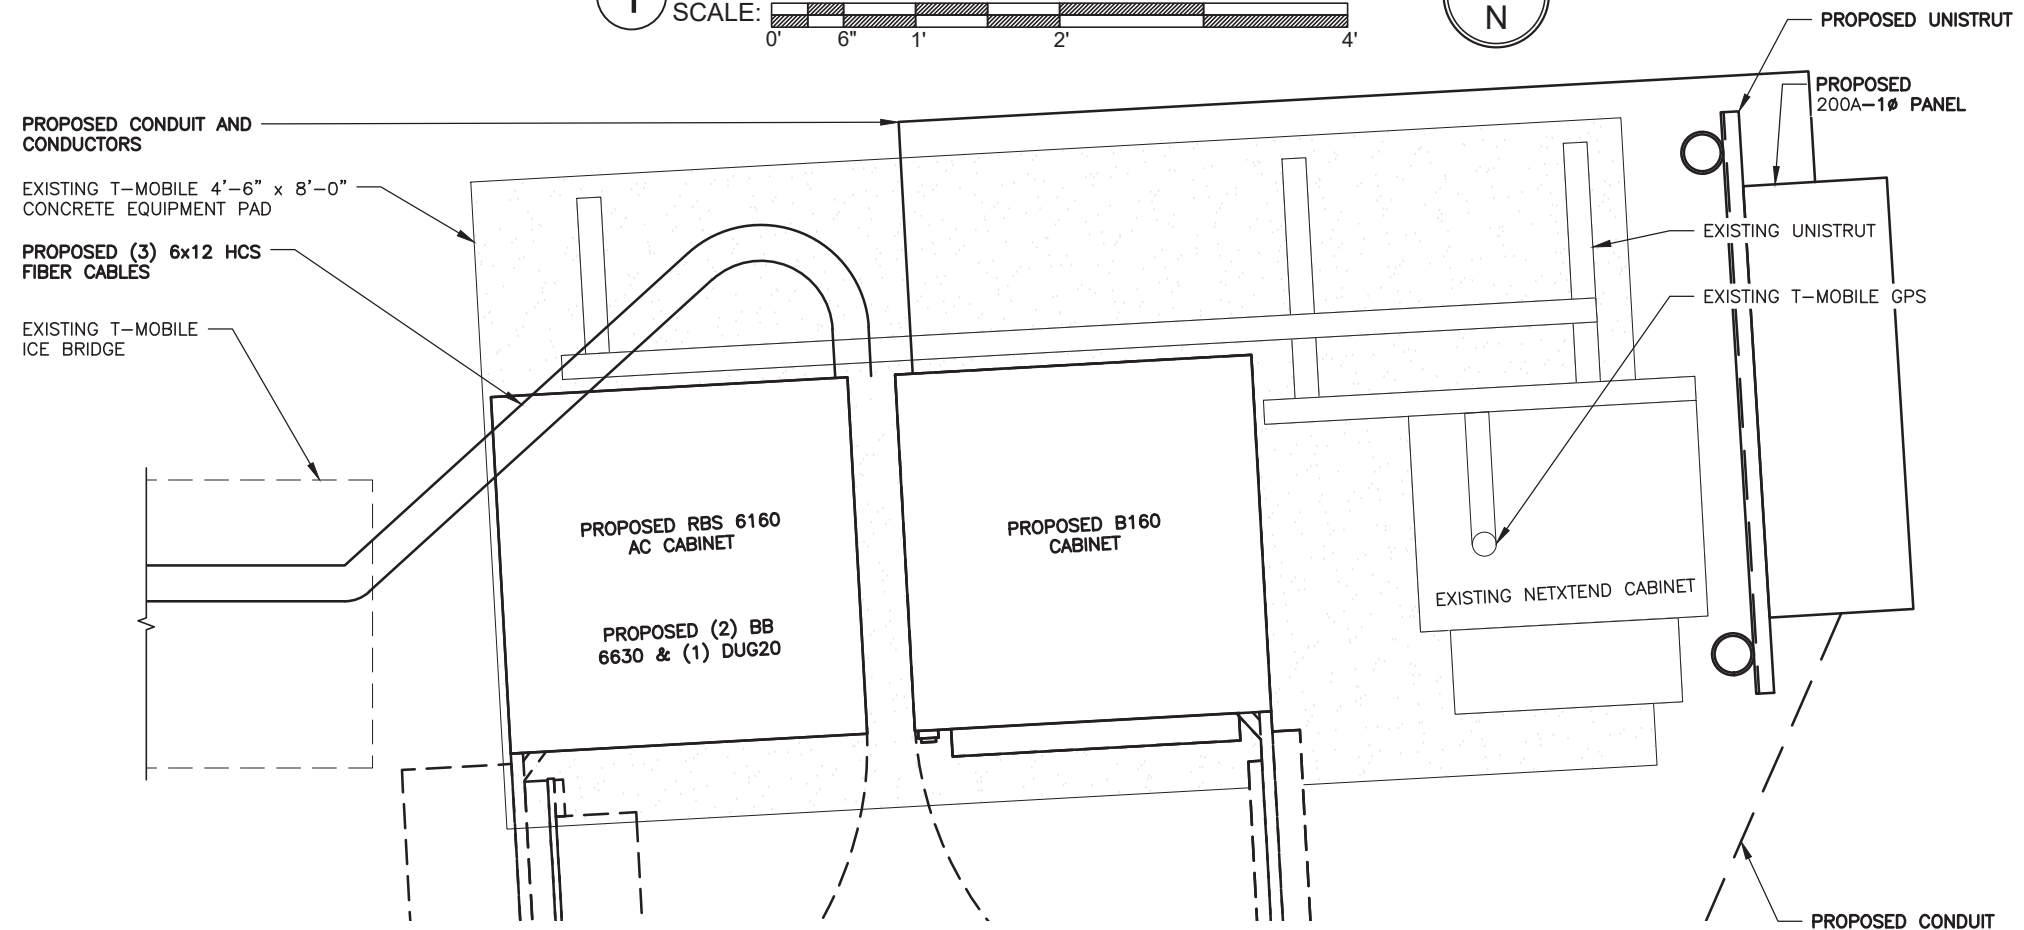 1
SCALE:
0' 6" 1' 2' 4'
N
PROPOSED UNISTRUT
PROPOSED
200A-1ø PANEL
PROPOSED CONDUIT AND
CONDUCTORS
EXISTING T-MOBILE 4'-6" x 8'-0"
CONCRETE EQUIPMENT PAD
PROPOSED (3) 6x12 HCS
FIBER CABLES
EXISTING T-MOBILE
ICE BRIDGE
EXISTING UNISTRUT
EXISTING T-MOBILE GPS
PROPOSED RBS 6160
AC CABINET
PROPOSED (2) BB
6630 & (1) DUG20
PROPOSED B160
CABINET
EXISTING NETXTEND CABINET
PROPOSED CONDUIT